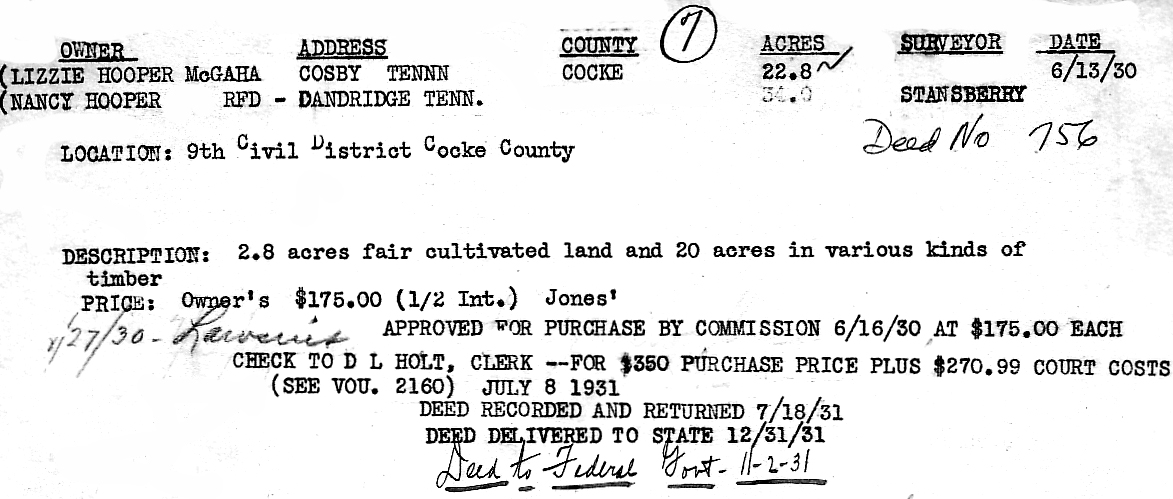 OWNER ADDRESS COUNTY 7 ACRES SURVEYOR DATE
(LIZZIE HOOPER McGAHA COSBY TENNN COCKE 22.8 6/13/30
(NANCY HOOPER RFD - DANDRIDGE TENN. 34.0 STANSBERRY
Deed No 756
LOCATION: 9th Civil District Cocke County
DESCRIPTION: 2.8 acres fair cultivated land and 20 acres in various kinds of
timber
PRICE: Owner's $175.00 (1/2 Int.) Jones'
/27/30 - APPROVED FOR PURCHASE BY COMMISSION 6/16/30 AT $175.00 EACH
CHECK TO D L HOLT, CLERK --FOR $350 PURCHASE PRICE PLUS $270.99 COURT COSTS
(SEE VOU. 2160) JULY 8 1931
DEED RECORDED AND RETURNED 7/18/31
DEED DELIVERED TO STATE 12/31/31
Deed to Federal Govt - 11-2-31